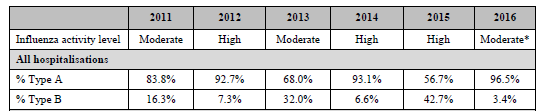 2011 2012 2013 2014 2015 2016
Influenza activity level Moderate High Moderate High High Moderate*
All hospitalisations
% Type A 83.8% 92.7% 68.0% 93.1% 56.7% 96.5%
% Type B 16.3% 7.3% 32.0% 6.6% 42.7% 3.4%